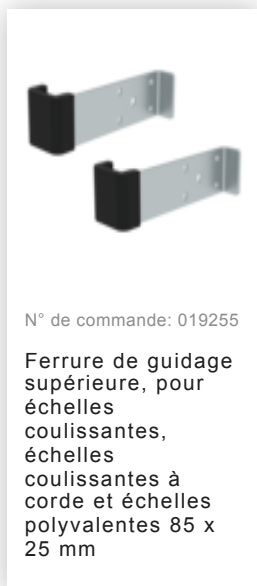 N° de commande: 019255
Ferrure de guidage
supérieure, pour
échelles
coulissantes,
échelles
coulissantes à
corde et échelles
polyvalentes 85 x
25 mm